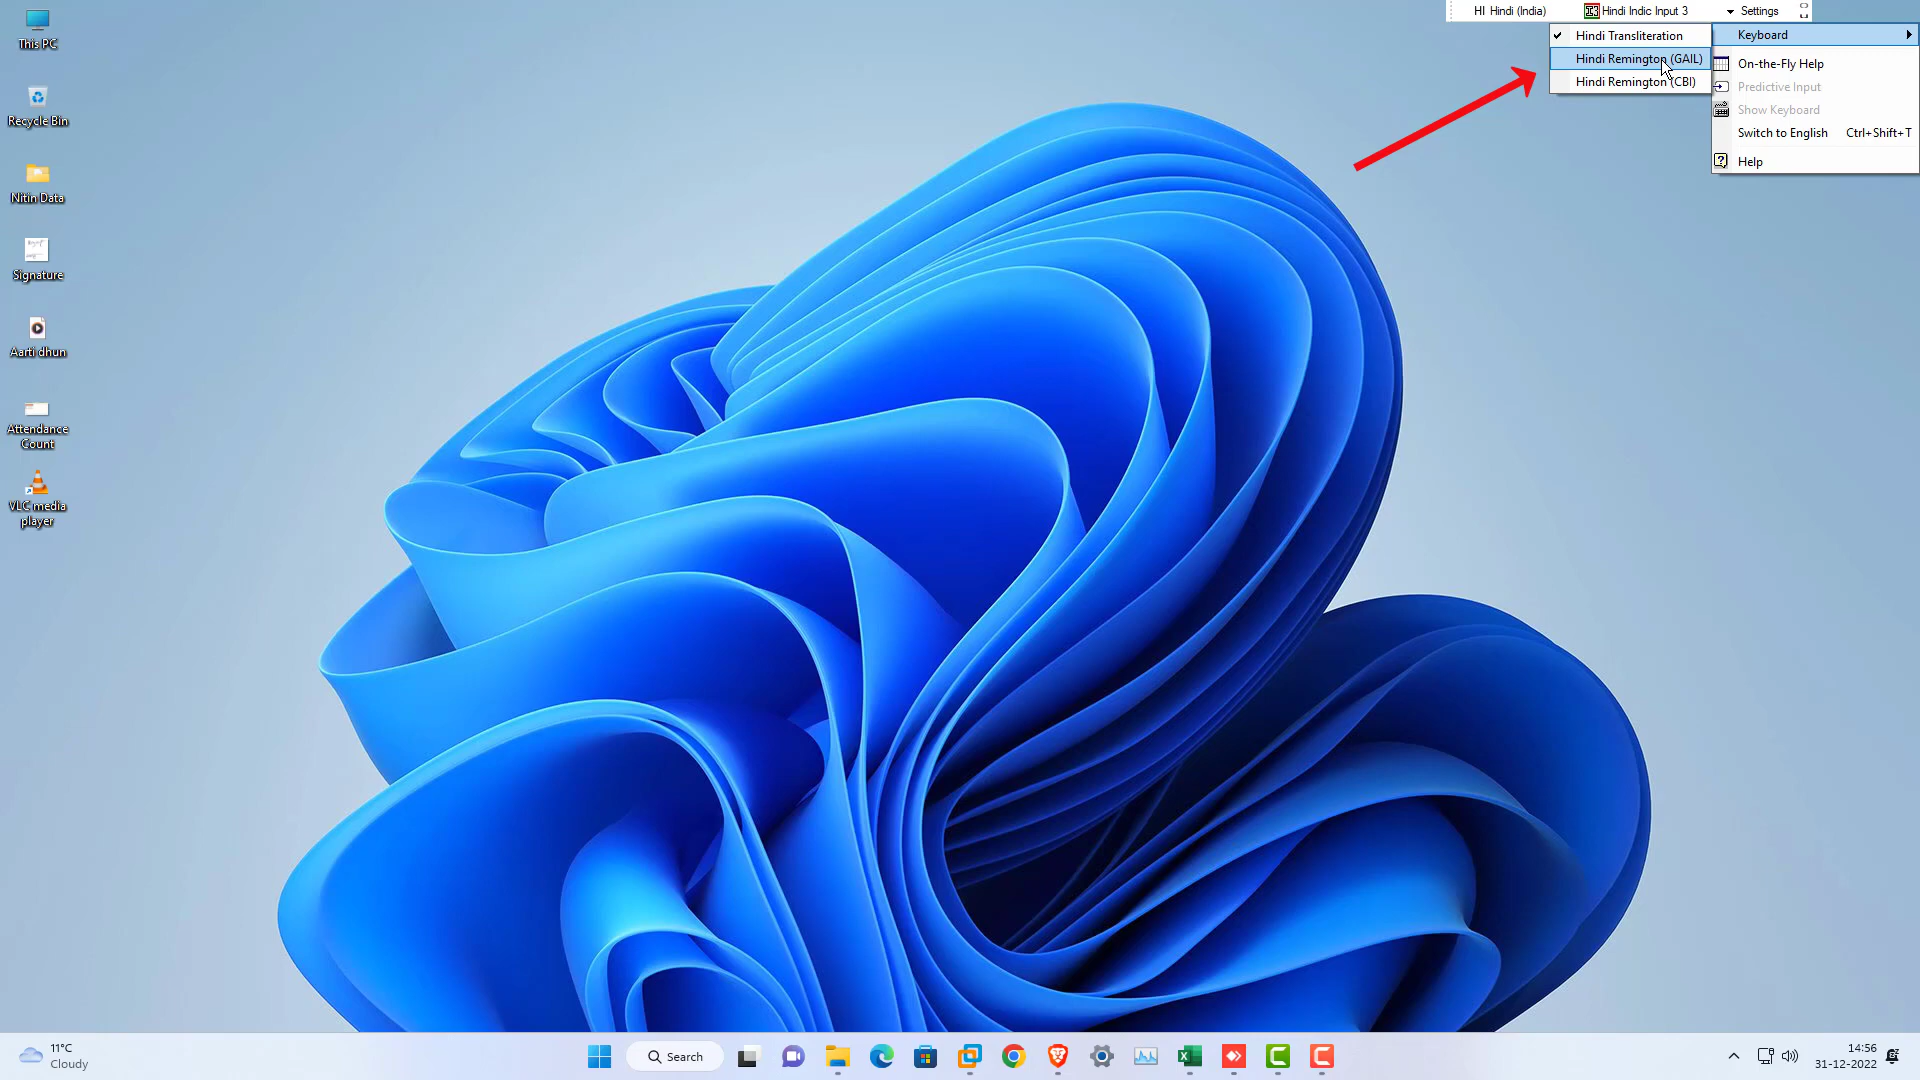 HI Hindi (India) Hindi Indic Input 3 Settings
Hindi Transliteration
Hindi Remington (GAIL)
Hindi Remington (CBI)
Keyboard
On-the-Fly Help
Predictive Input
Show Keyboard
Switch to English Ctrl+Shift+T
Help
This PC
Recycle Bin
Nitin Data
Signature
Aarti dhun
Attendance
Count
VLC media
player
11°C
Cloudy
Search
14:56
31-12-2022